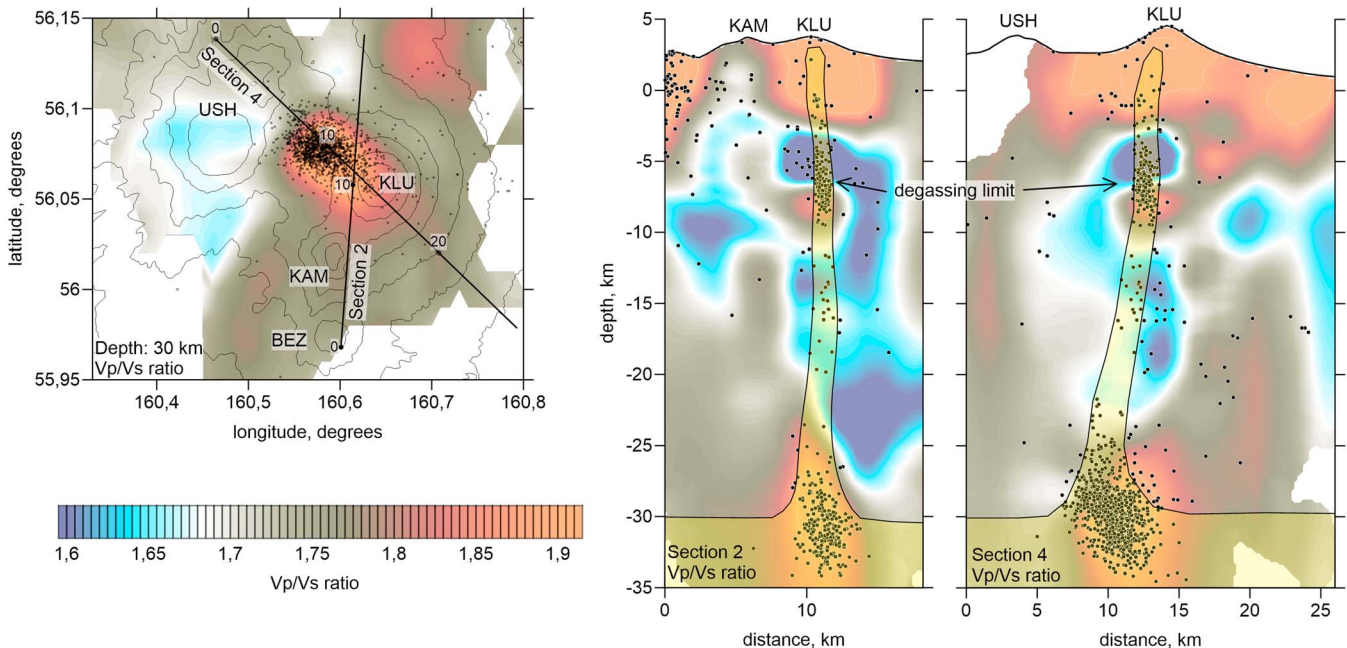 56,15
56,1
56,05
56
55,95
latitude, degrees
0
Section 4
USH
10
10
KLU
20
KAM
Section 2
BEZ
0
Depth: 30 km
Vp/Vs ratio
160,4
160,5
160,6
160,7
160,8
longitude, degrees
1,6
1,65
1,7
1,75
1,8
1,85
1,9
Vp/Vs ratio
KAM
KLU
5
0
-5
-10
-15
-20
-25
-30
-35
depth, km
degassing limit
Section 2
Vp/Vs ratio
0
10
distance, km
USH
KLU
Section 4
Vp/Vs ratio
0
5
10
15
20
25
distance, km